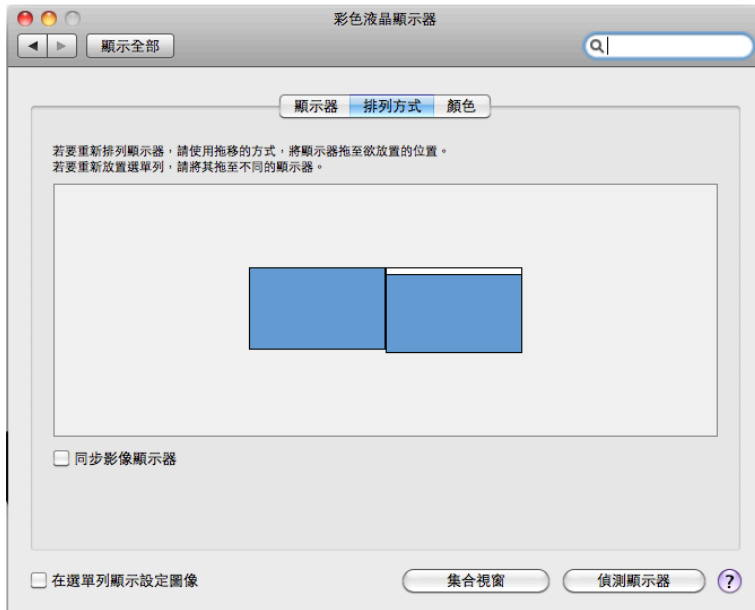 彩色液晶顯示器
顯示全部
顯示器 排列方式 顏色
若要重新排列顯示器，請使用拖移的方式，將顯示器拖至欲放置的位置。
若要重新放置選單列，請將其拖至不同的顯示器。
同步影像顯示器
在選單列顯示設定圖像 集合視窗 偵測顯示器 ?